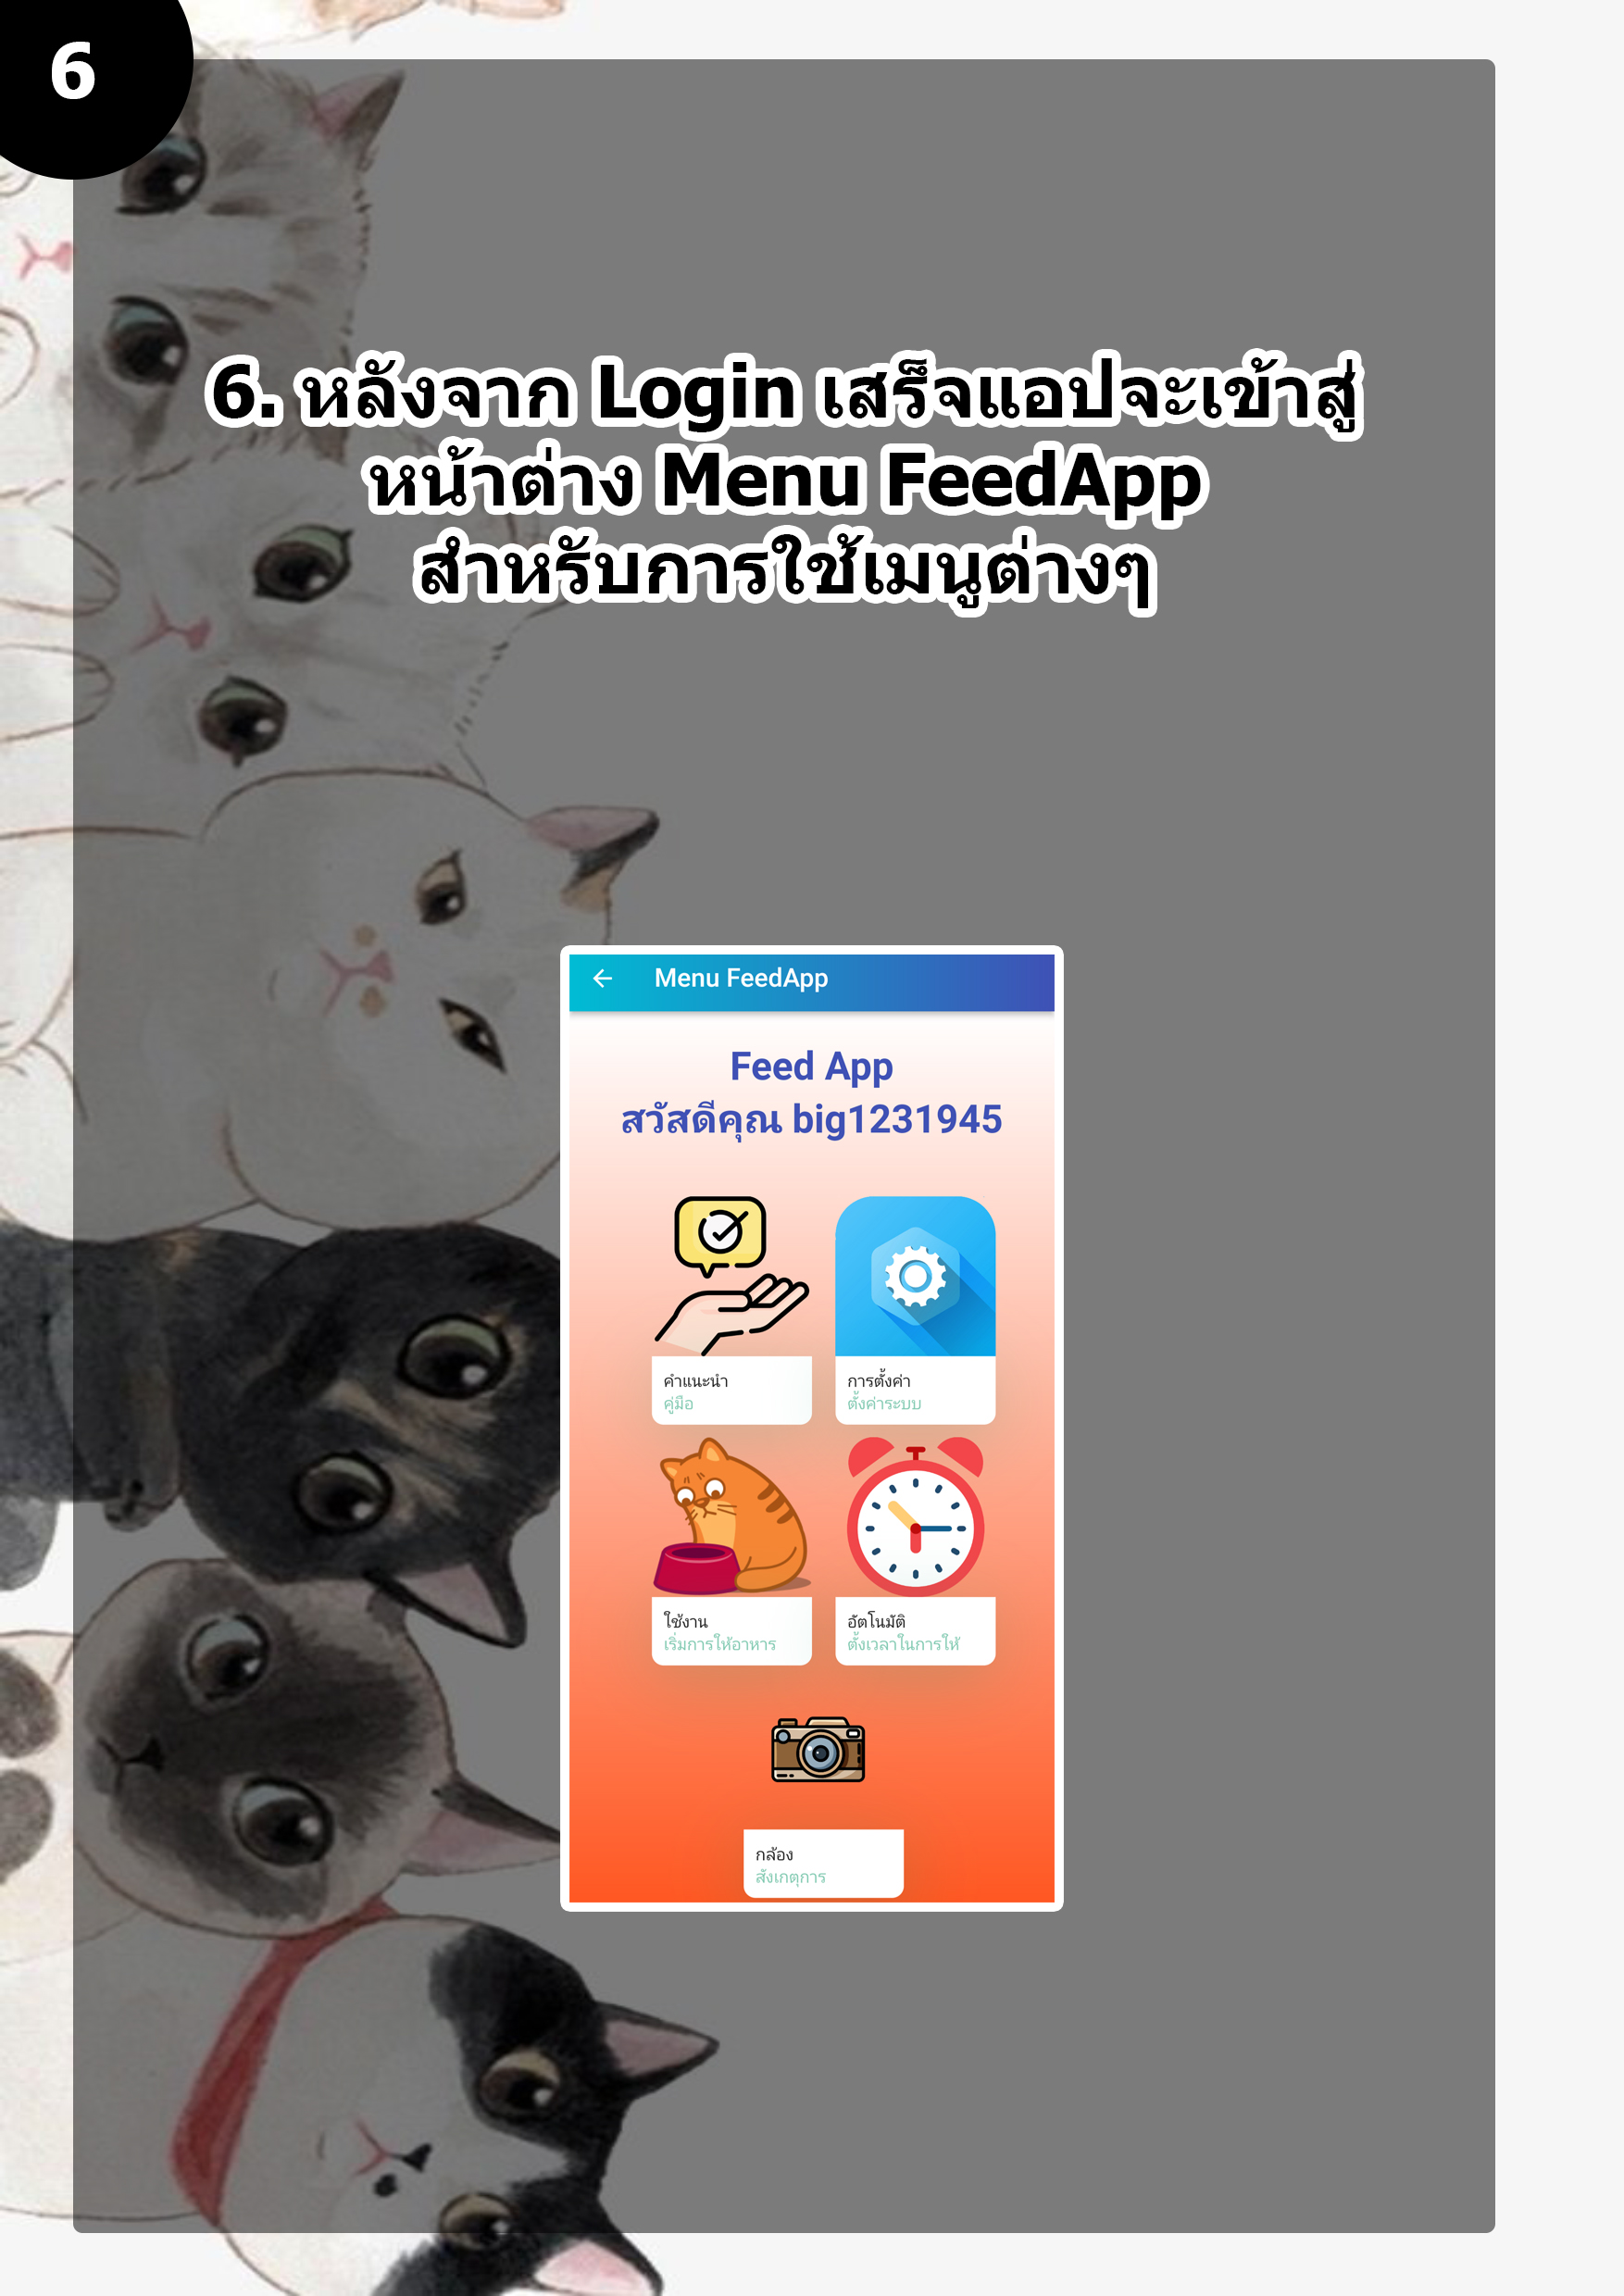 6
6. หลังจาก Login เสร็จแอปจะเข้าสู่
หน้าต่าง Menu FeedApp
สำหรับการใช้เมนูต่างๆ
Menu FeedApp
Feed App
สวัสดีคุณ big1231945
คำแนะนำ
คู่มือ
การตั้งค่า
ตั้งค่าระบบ
ใช้งาน
เริ่มการให้อาหาร
อัตโนมัติ
ตั้งเวลาในการให้
กล้อง
สังเกตุการ